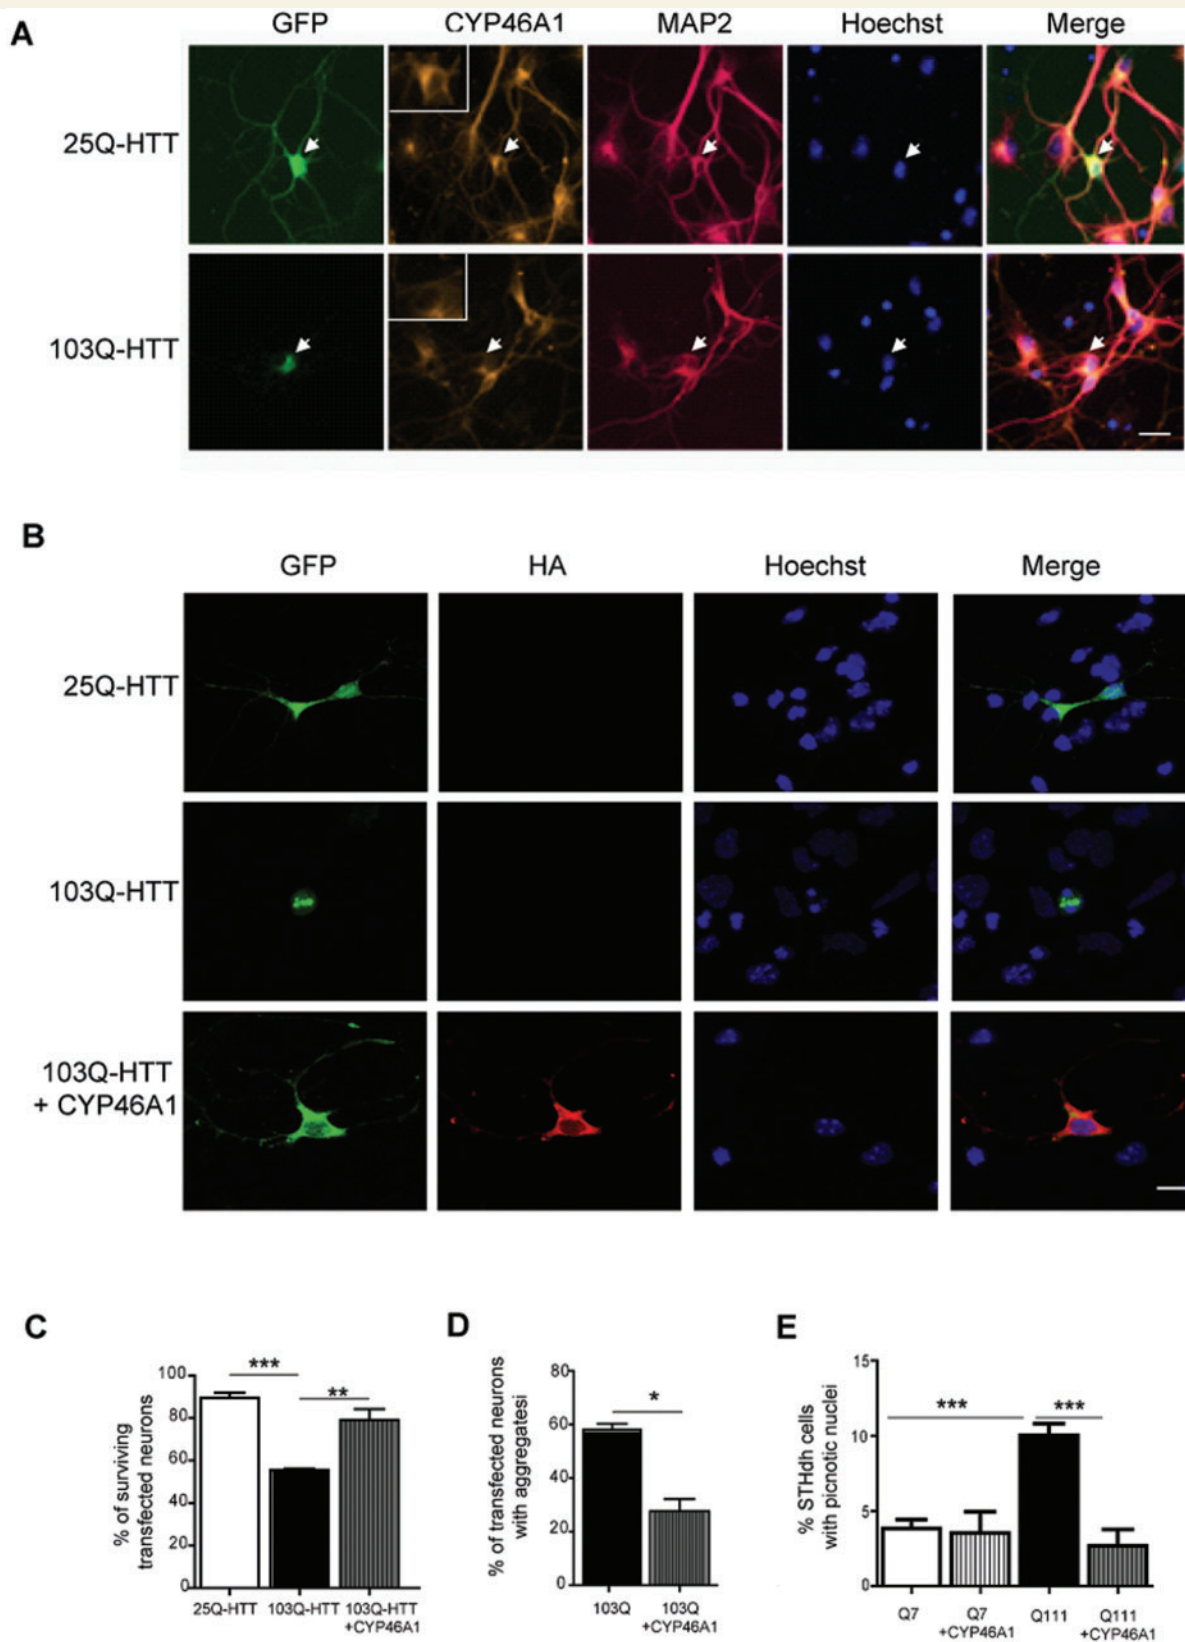 A
GFP CYP46A1 MAP2 Hoechst Merge
25Q-HTT
103Q-HTT
B
GFP HA Hoechst Merge
25Q-HTT
103Q-HTT
103Q-HTT
+ CYP46A1
C
% of surviving
transfected neurons
100
80
60
40
20
0
***
**
25Q-HTT 103Q-HTT 103Q-HTT
+CYP46A1
D
% of transfected neurons
with aggregatesi
80
60
40
20
0
*
103Q 103Q
+CYP46A1
E
% STHdh cells
with picnotic nuclei
15
10
5
0
***
***
Q7 Q7 Q111 Q111
+CYP46A1 +CYP46A1